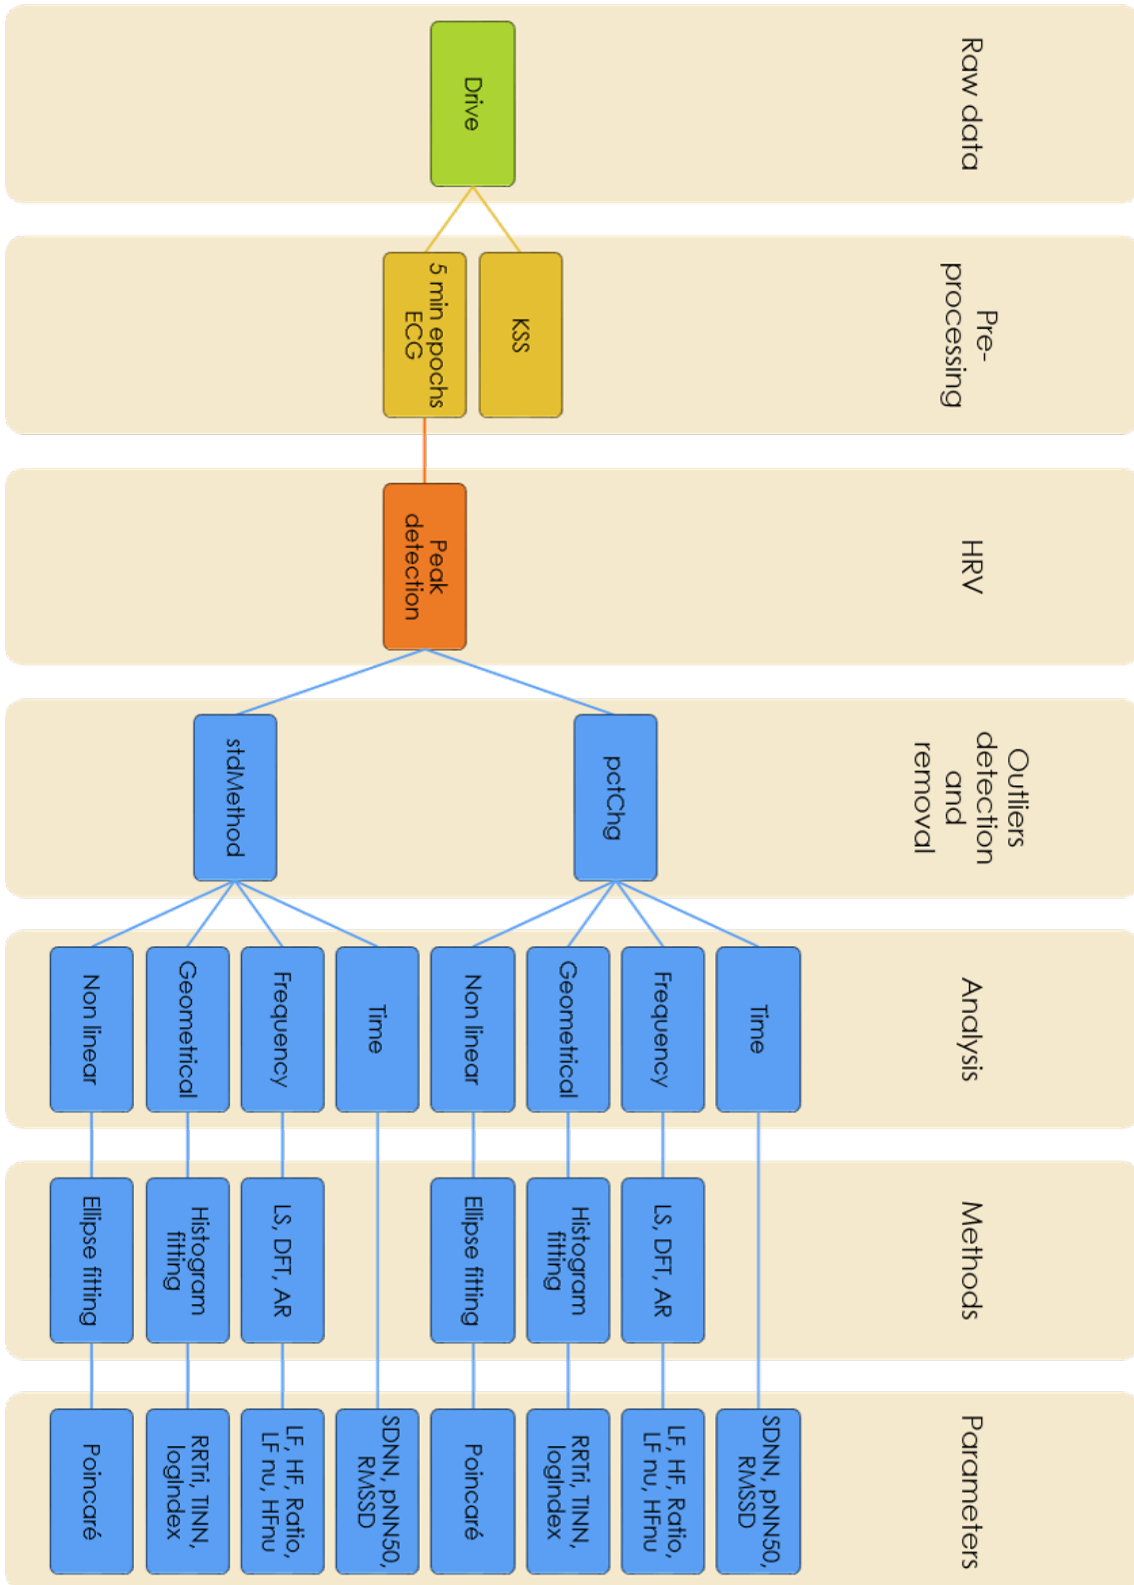 Raw data
Drive
Pre-
processing
KSS
5 min epochs
ECG
HRV
Peak
detection
Outliers
detection
and
removal
pctChg
stdMethod
Analysis
Time
Frequency
Geometrical
Non linear
Time
Frequency
Geometrical
Non linear
Methods
LS, DFT, AR
Histogram
fitting
Ellipse fitting
LS, DFT, AR
Histogram
fitting
Ellipse fitting
Parameters
SDNN, pNN50,
RMSSD
LF, HF, Ratio,
LF nu, HFnu
RRTri, TINN,
logIndex
Poincaré
SDNN, pNN50,
RMSSD
LF, HF, Ratio,
LF nu, HFnu
RRTri, TINN,
logIndex
Poincaré